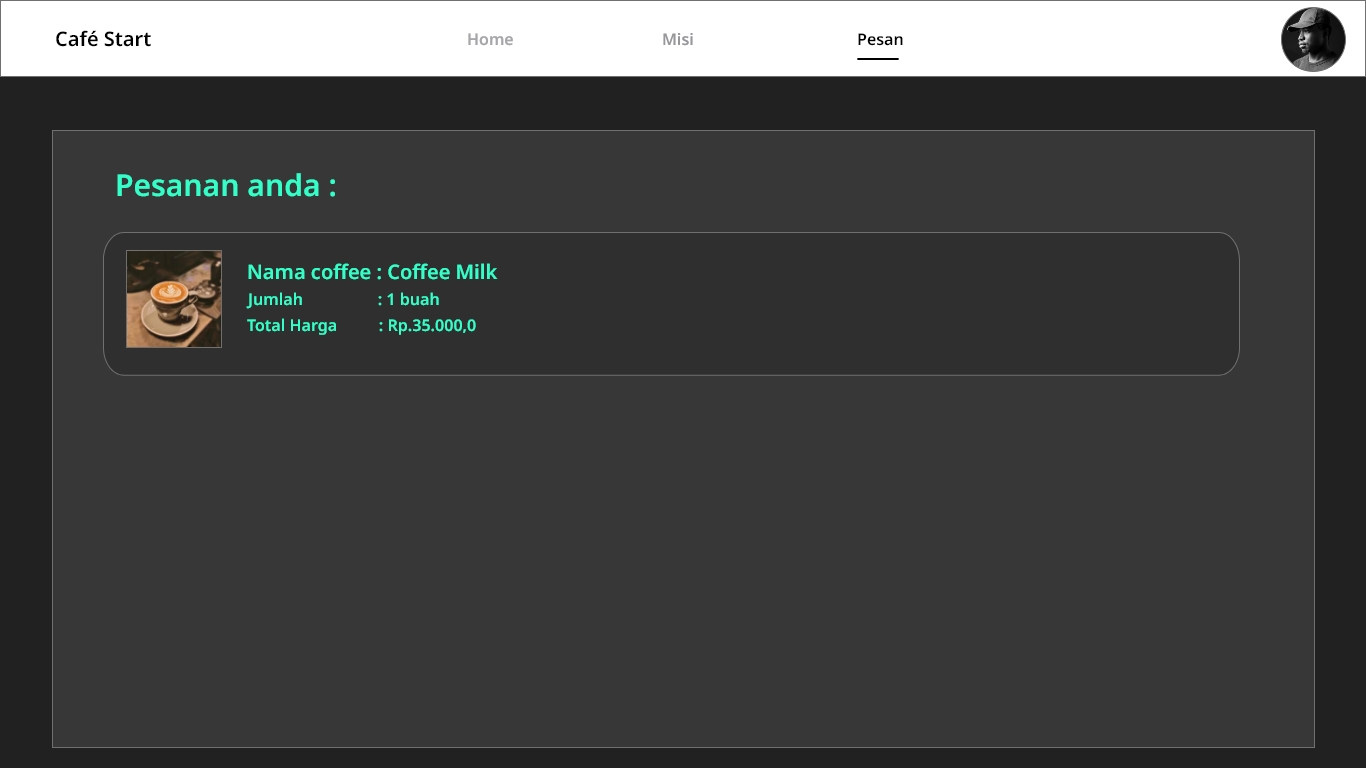 Café Start
Home
Misi
Pesan
Pesanan anda :
Nama coffee : Coffee Milk
Jumlah : 1 buah
Total Harga : Rp.35.000,0